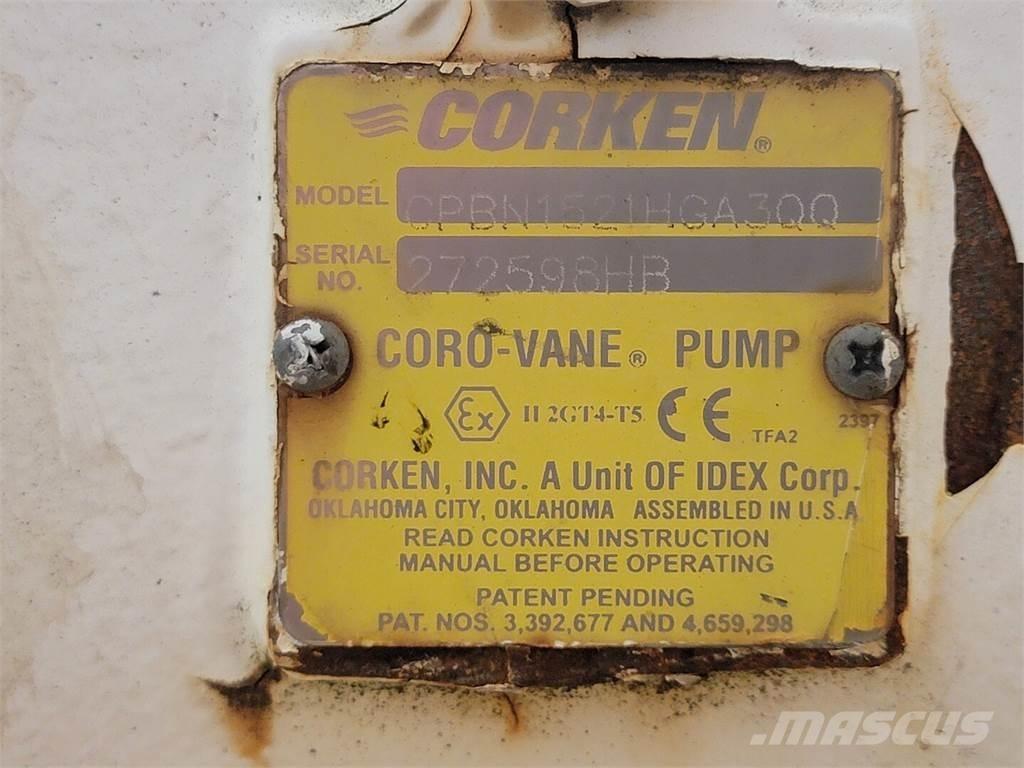 CORKEN®
MODEL CPBN1521HGA3QQ
SERIAL NO. 272598HB
CORO-VANE® PUMP
Ex II 2GT4-T5 CE TFA2 2397
CORKEN, INC. A Unit OF IDEX Corp.
OKLAHOMA CITY, OKLAHOMA ASSEMBLED IN U.S.A
READ CORKEN INSTRUCTION
MANUAL BEFORE OPERATING
PATENT PENDING
PAT. NOS. 3,392,677 AND 4,659,298
MASCUS